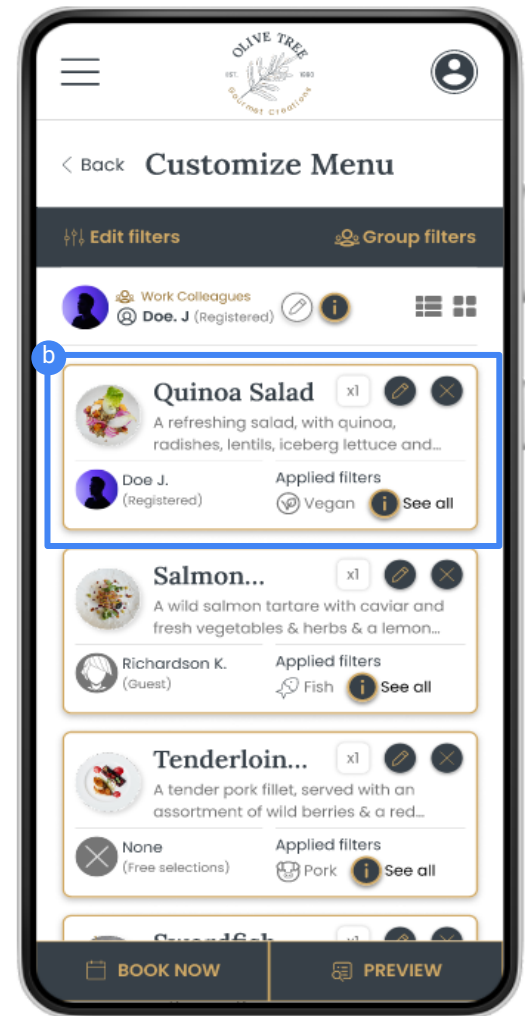 OLIVE TREE
EST. 1980
Gourmet Creations
Back Customize Menu
Edit filters Group filters
Work Colleagues
Doe. J (Registered)
b
Quinoa Salad x1
A refreshing salad, with quinoa,
radishes, lentils, iceberg lettuce and...
Doe J. Applied filters
(Registered) Vegan i See all
Salmon... x1
A wild salmon tartare with caviar and
fresh vegetables & herbs & a lemon...
Richardson K. Applied filters
(Guest) Fish i See all
Tenderloin... x1
A tender pork fillet, served with an
assortment of wild berries & a red...
None Applied filters
(Free selections) Pork i See all
Swordfish x1
BOOK NOW PREVIEW